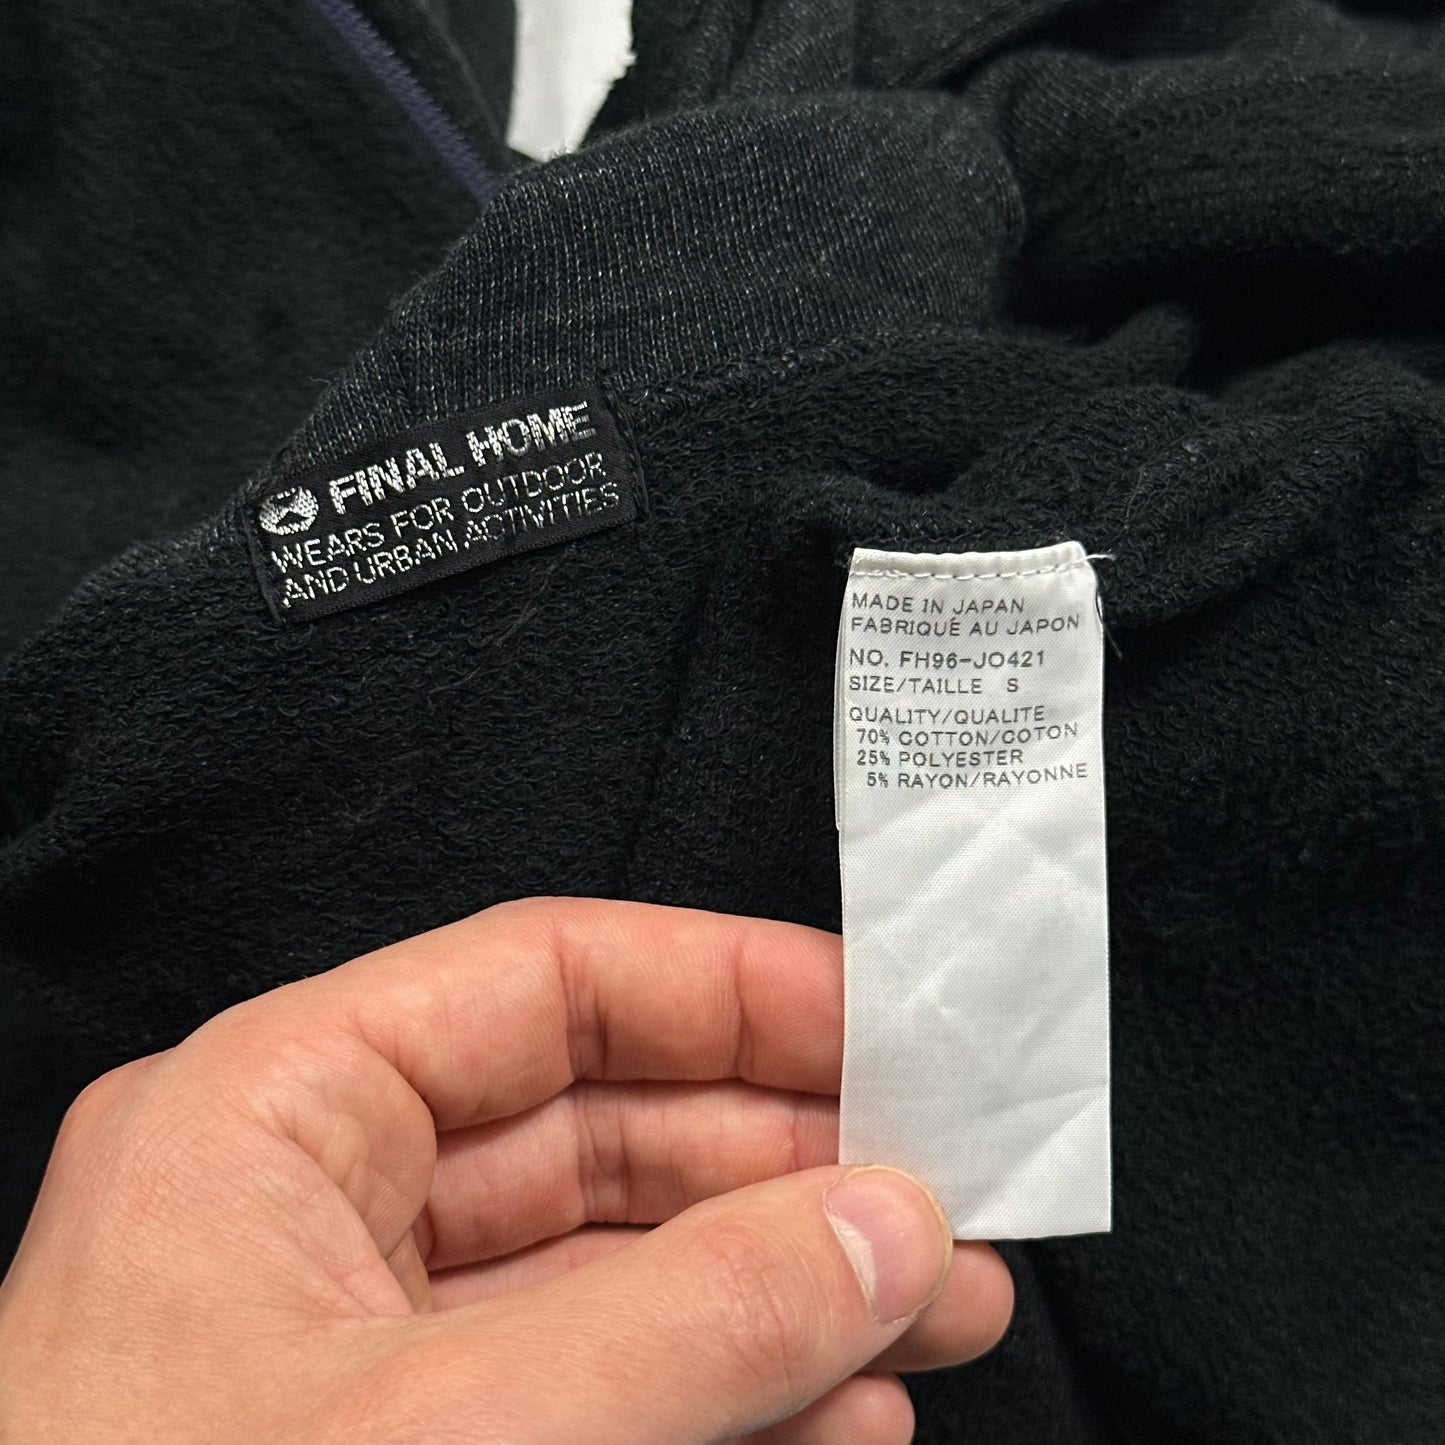 FINAL HOME
WEARS FOR OUTDOOR
AND URBAN ACTIVITIES
MADE IN JAPAN
FABRIQUÉ AU JAPON
NO. FH96-JO421
SIZE/TAILLE S
QUALITY/QUALITE
70% COTTON/COTON
25% POLYESTER
5% RAYON/RAYONNE